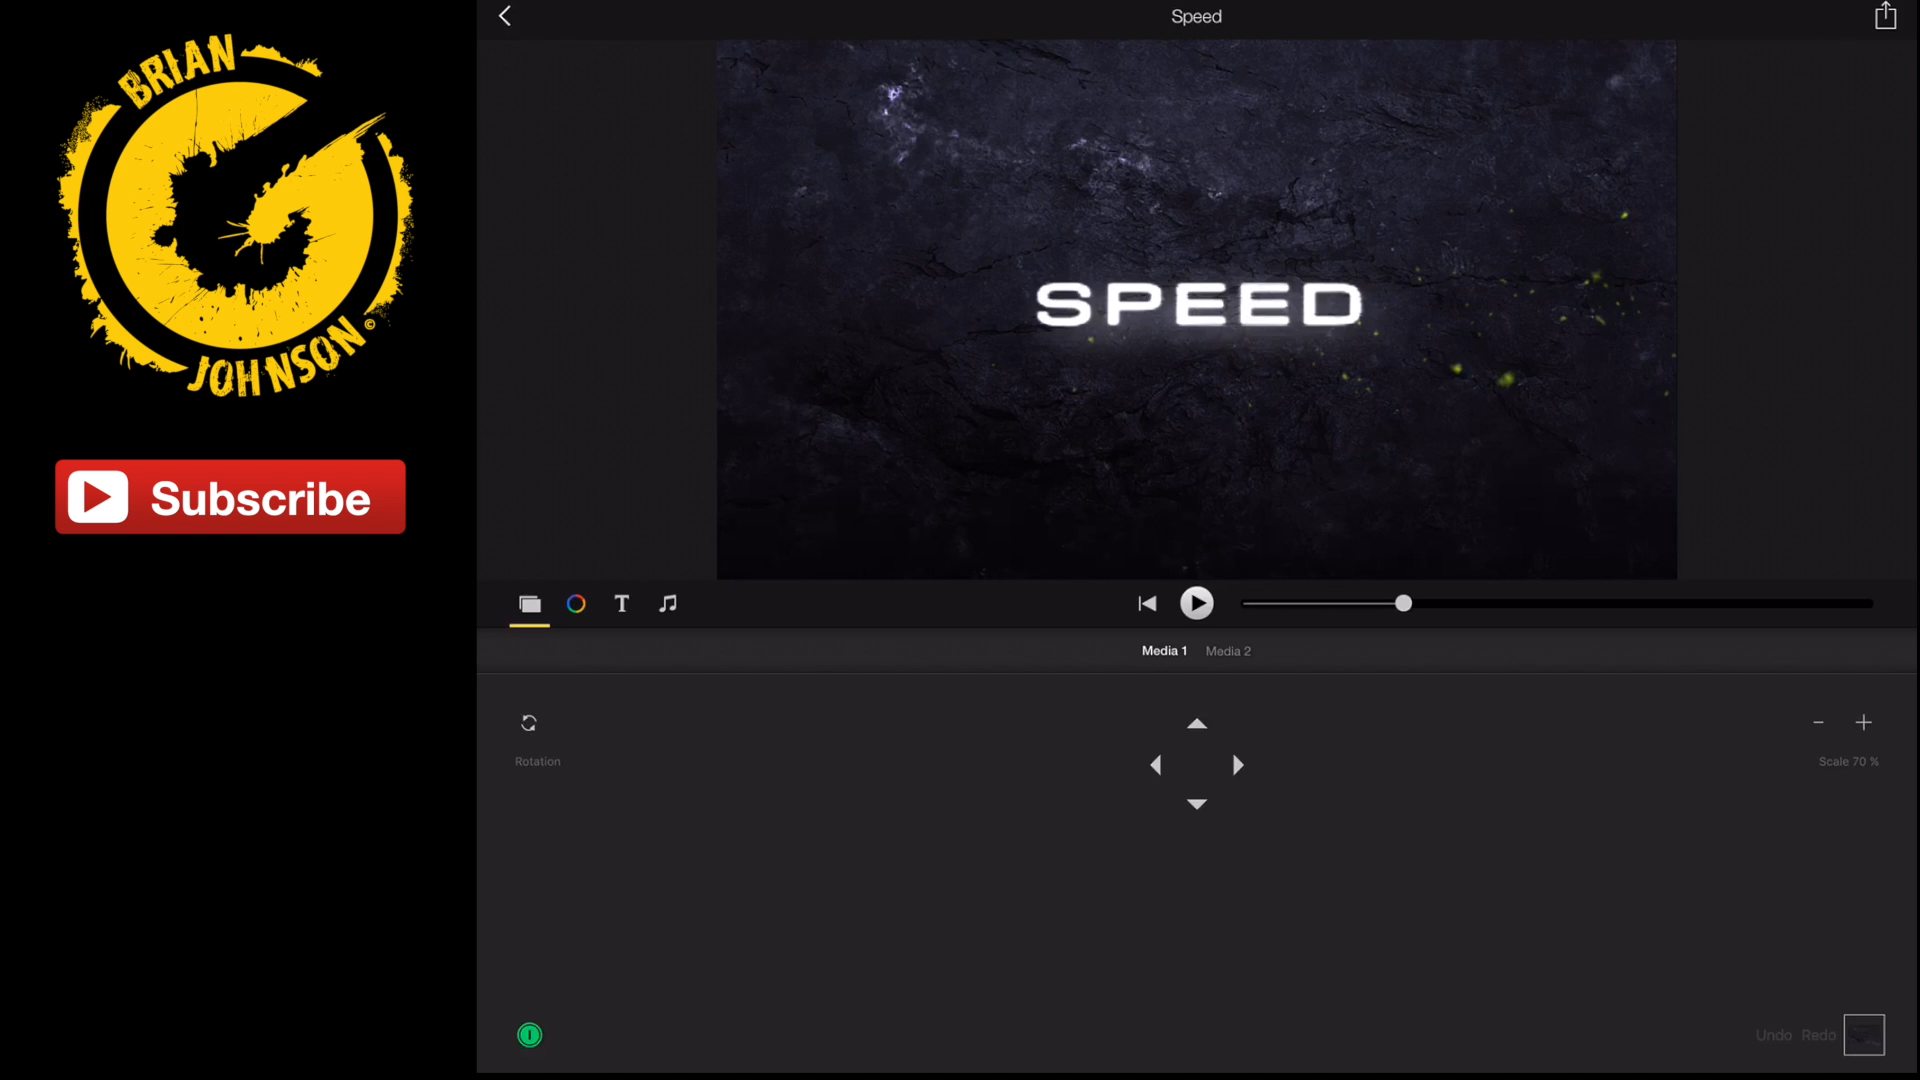 BRIAN
JOHNSON ©
Subscribe
Speed
SPEED
T
Media 1 Media 2
Rotation
Scale 70 %
Undo Redo